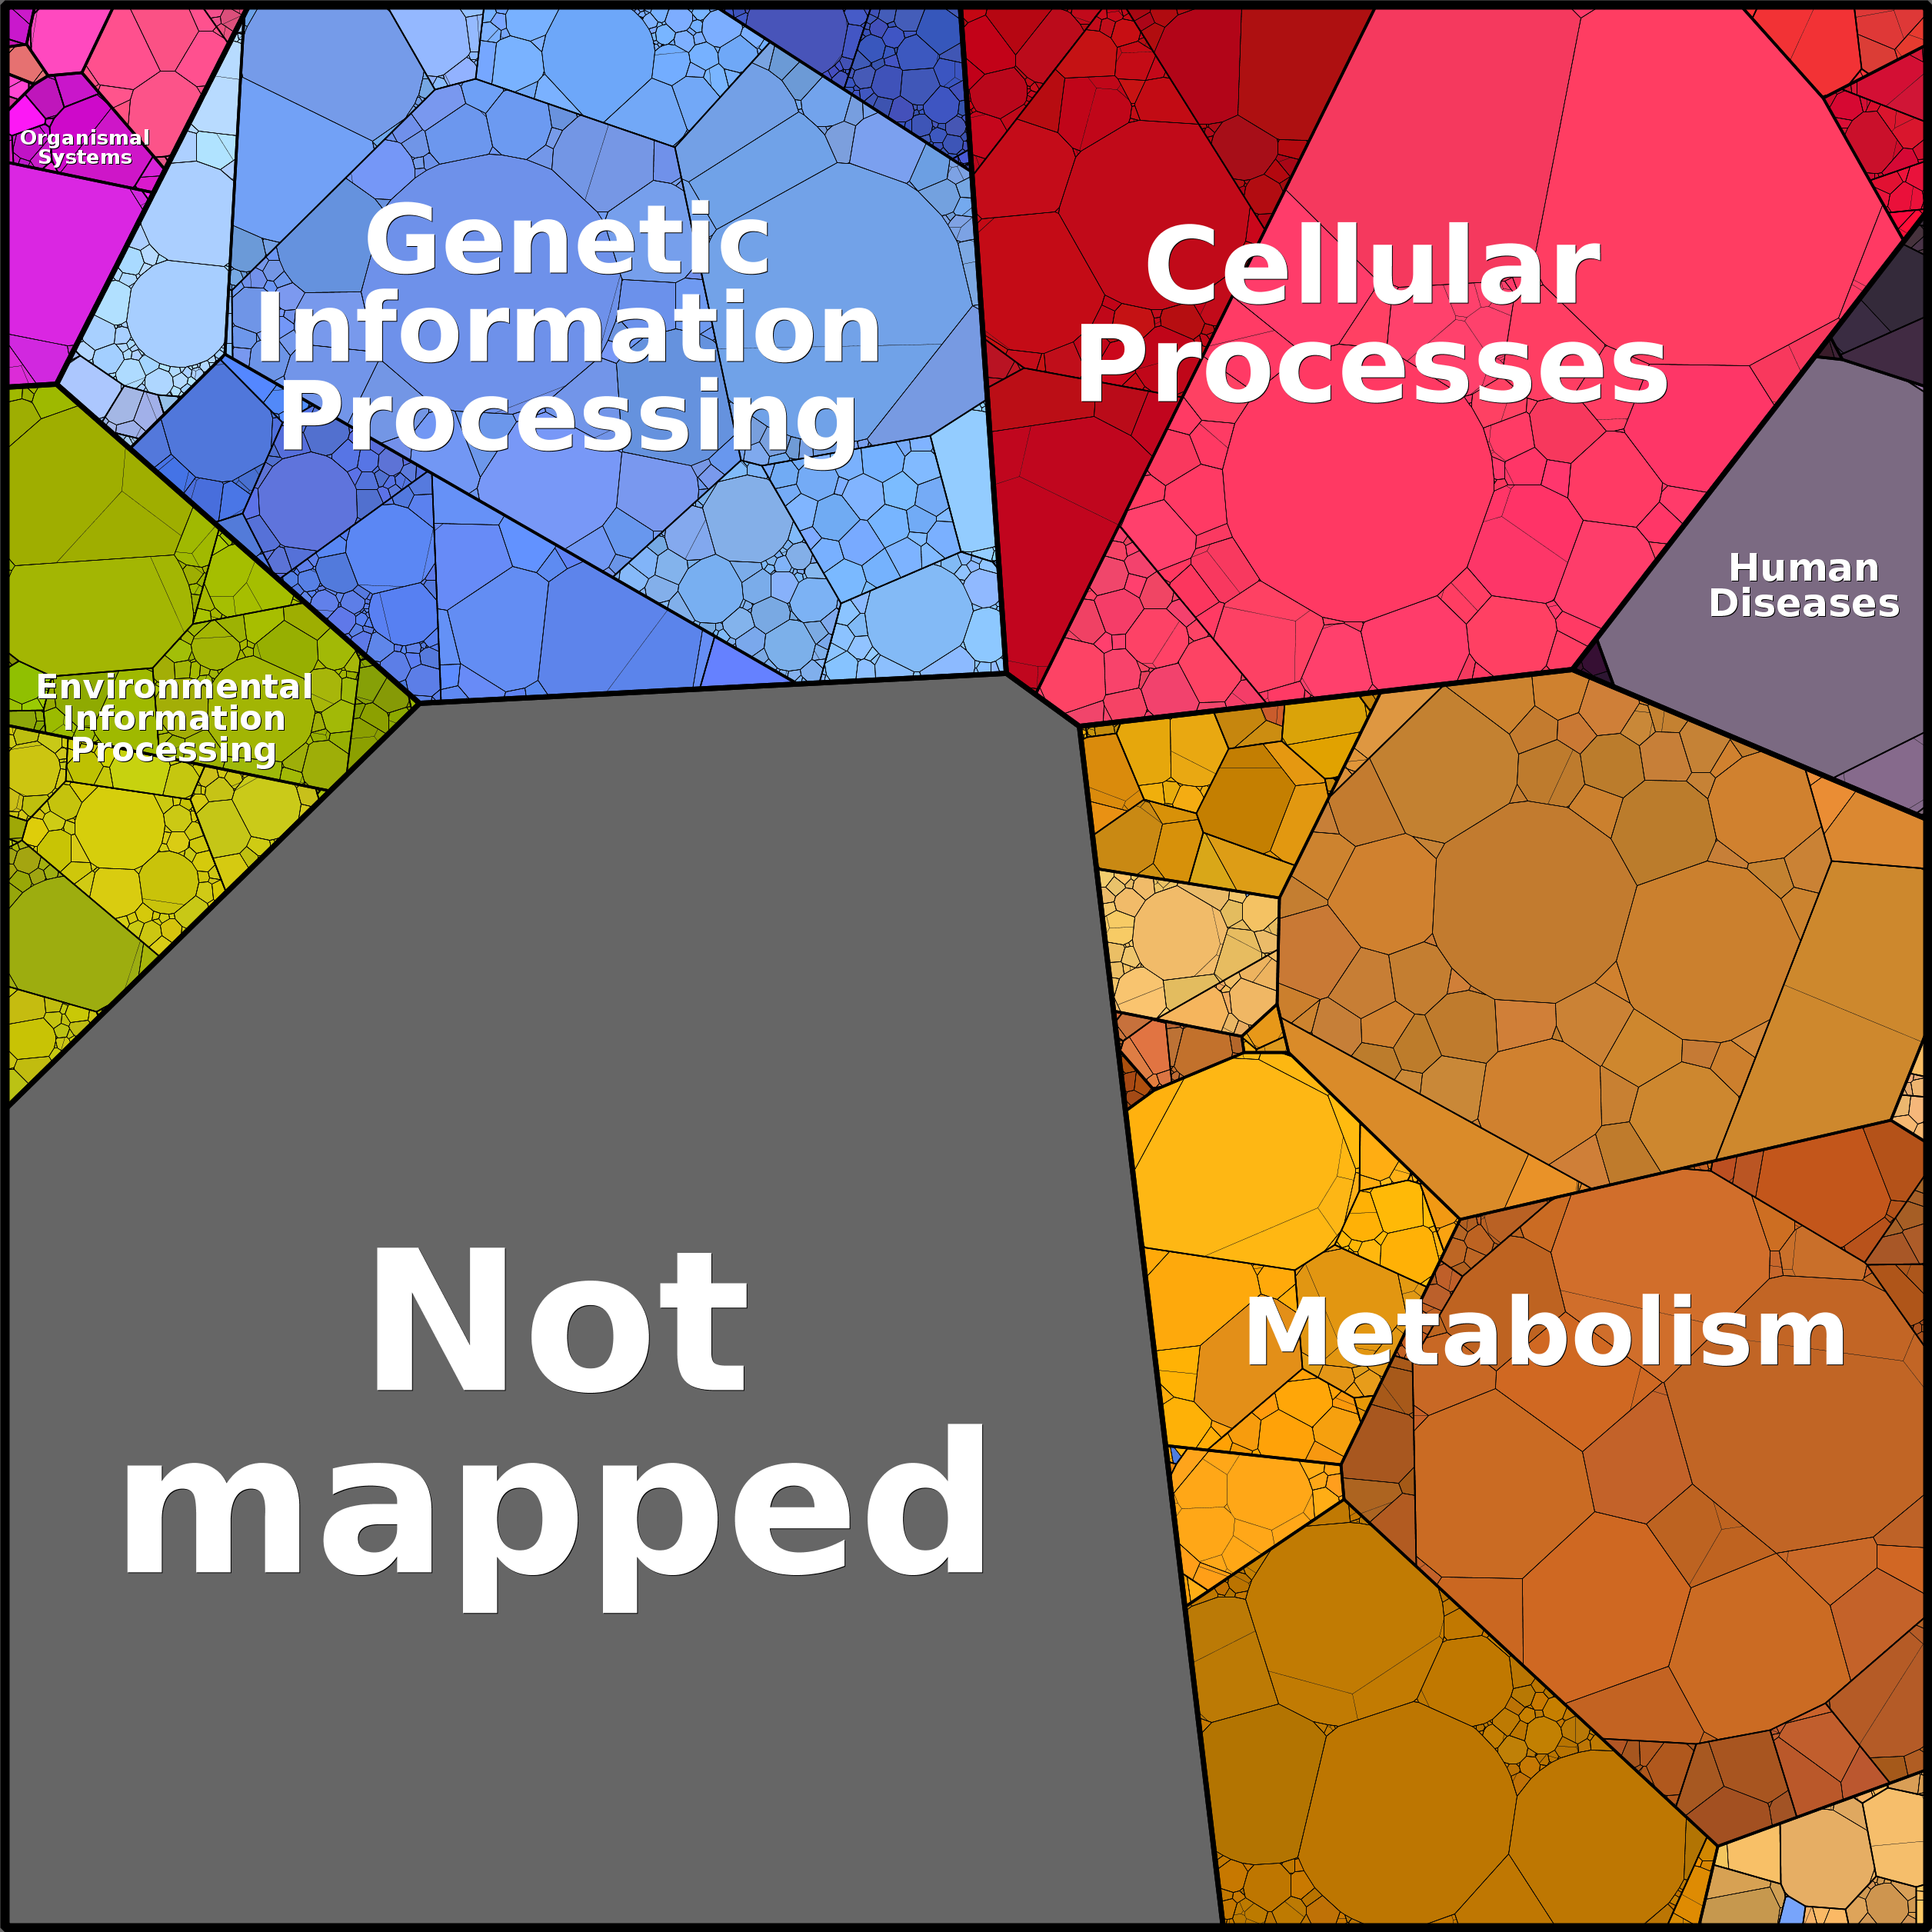 Organismal
Systems
Genetic
Information
Processing
Cellular
Processes
Human
Diseases
Environmental
Information
Processing
Not
mapped
Metabolism